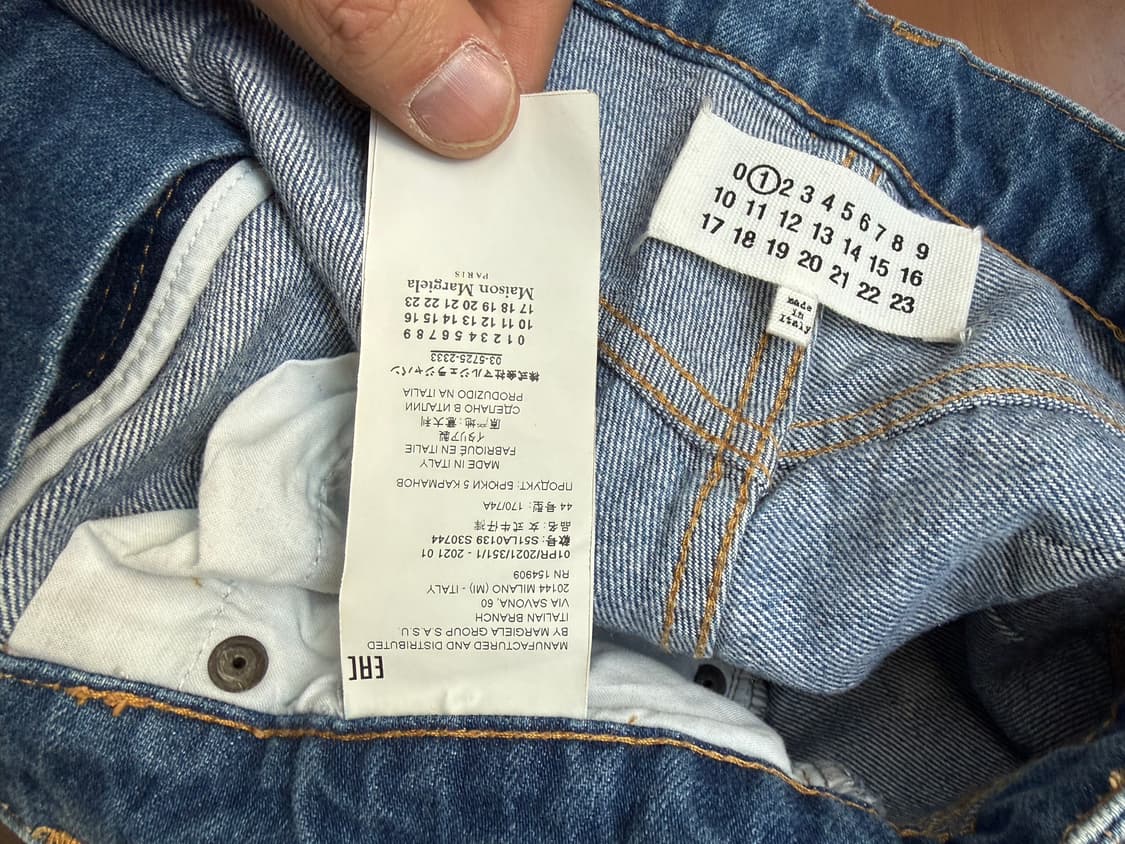 EAC
MANUFACTURED AND DISTRIBUTED
BY MARGIELA GROUP S.A.S.U.
ITALIAN BRANCH
VIA SAVONA, 60
20144 MILANO (MI) - ITALY
RN 154909
01PR/2021/351/1 - 2021 01
款号: S51LA0139 S30744
品名: 女式牛仔裤
44 号型: 170/74A
ПРОДУКТ: БРЮКИ 5 КАРМАНОВ
MADE IN ITALY
FABRIQUÉ EN ITALIE
イタリア製
原产地: 意大利
СДЕЛАНО В ИТАЛИИ
PRODUZIDO NA ITALIA
株式会社マルジェラジャパン
03-5725-2333
0 1 2 3 4 5 6 7 8 9
10 11 12 13 14 15 16
17 18 19 20 21 22 23
Maison Margiela
PARIS
0 1 2 3 4 5 6 7 8 9
10 11 12 13 14 15 16
17 18 19 20 21 22 23
made
in
Italy